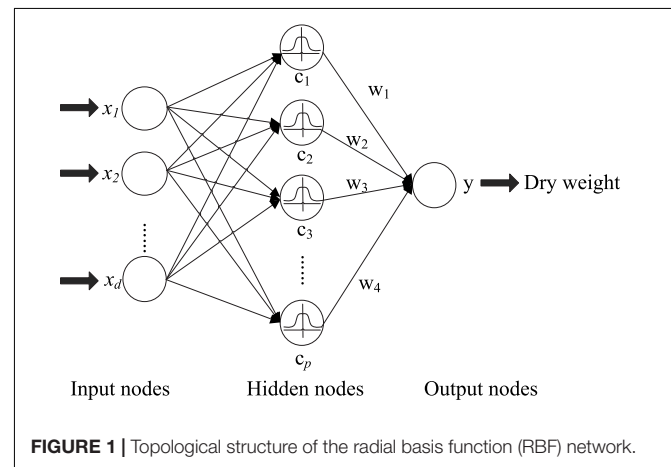 c1
w1
x1
c2
w2
x2
w3
y
Dry weight
c3
xd
w4
cp
Input nodes
Hidden nodes
Output nodes
FIGURE 1 | Topological structure of the radial basis function (RBF) network.